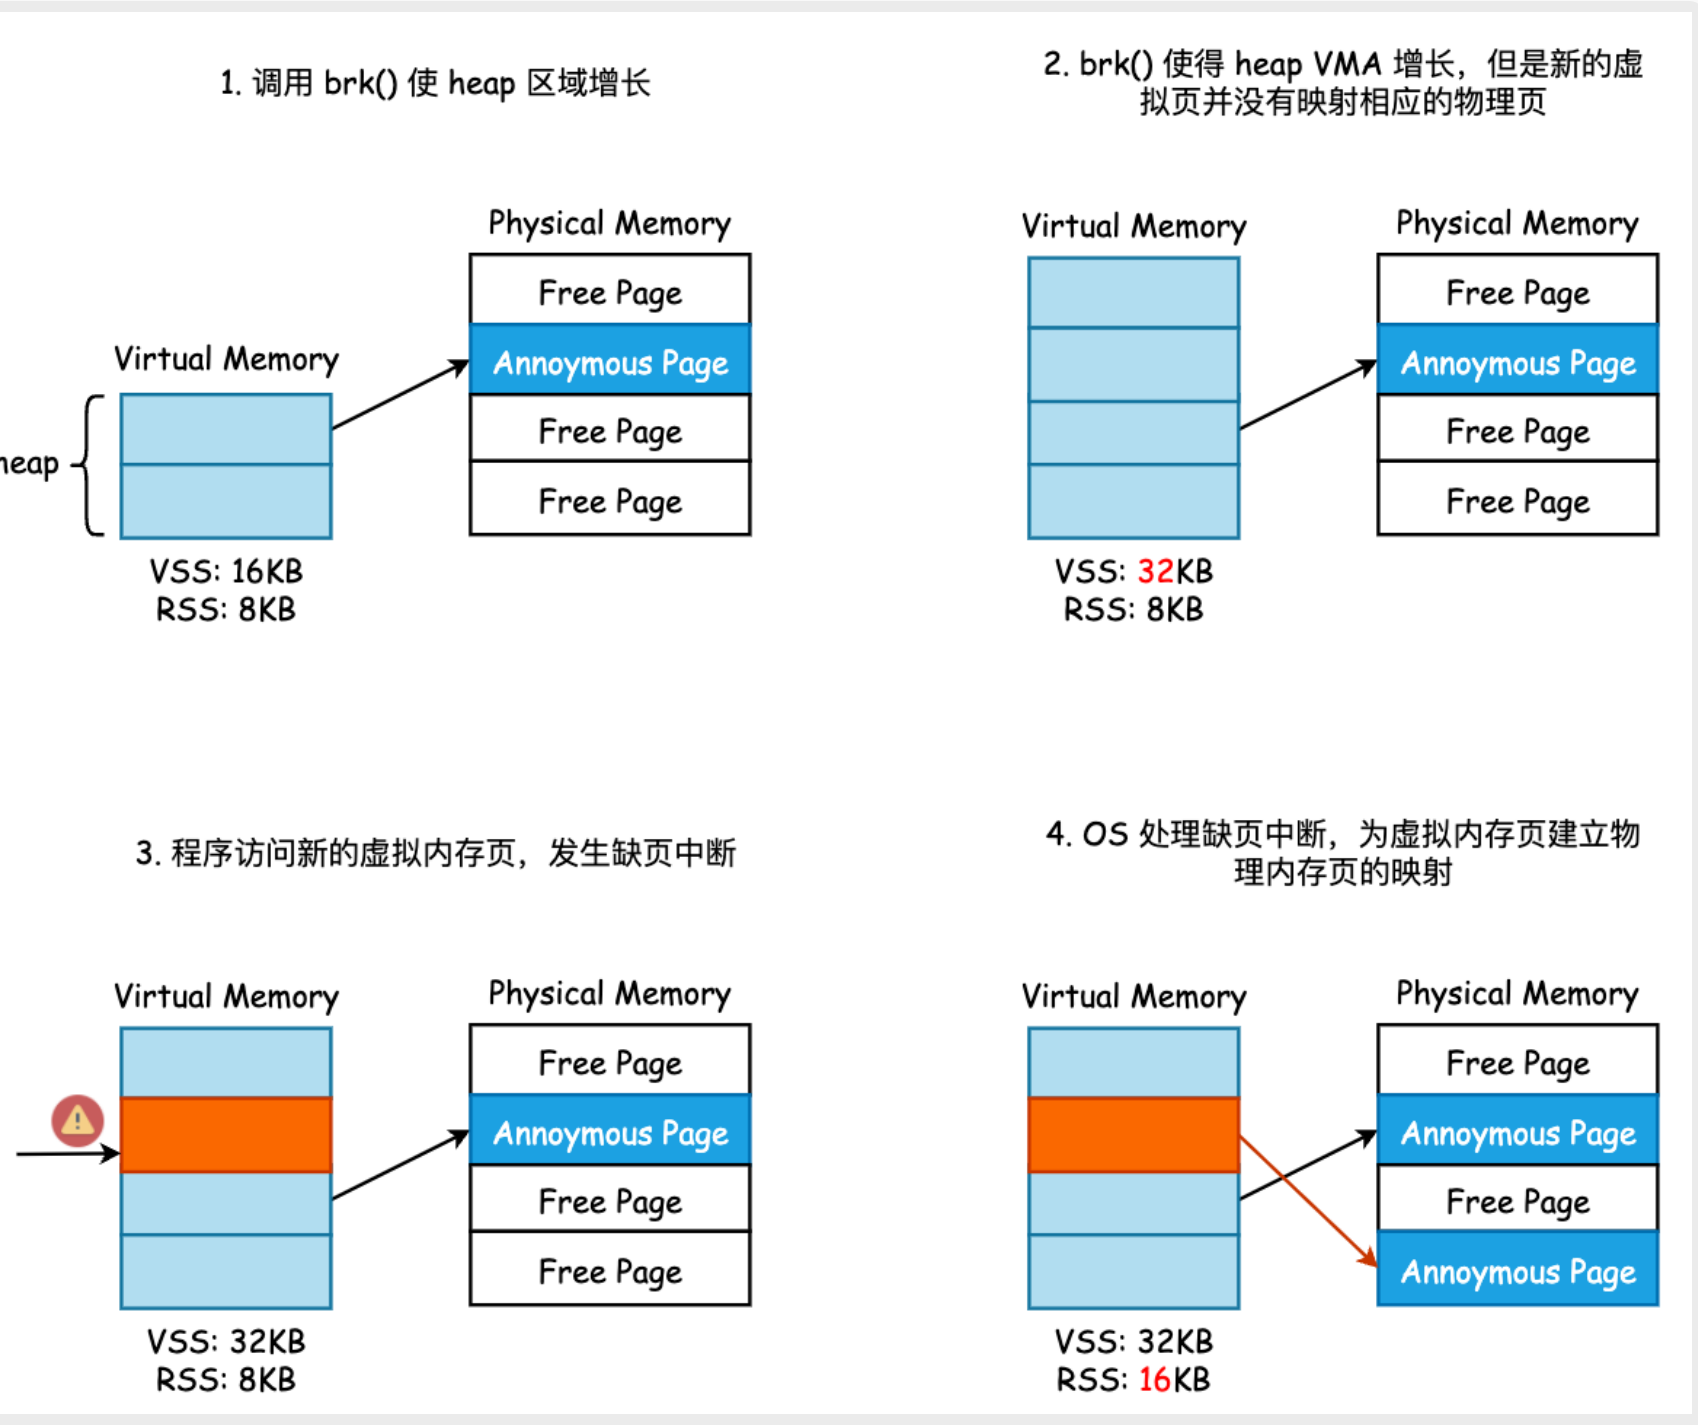 1. 调用 brk() 使 heap 区域增长
Physical Memory
Free Page
Annoymous Page
Free Page
Free Page
Virtual Memory
heap
VSS: 16KB
RSS: 8KB
2. brk() 使得 heap VMA 增长，但是新的虚
拟页并没有映射相应的物理页
Virtual Memory
Physical Memory
Free Page
Annoymous Page
Free Page
Free Page
VSS: 32KB
RSS: 8KB
3. 程序访问新的虚拟内存页，发生缺页中断
Virtual Memory
Physical Memory
Free Page
Annoymous Page
Free Page
Free Page
VSS: 32KB
RSS: 8KB
4. OS 处理缺页中断，为虚拟内存页建立物
理内存页的映射
Virtual Memory
Physical Memory
Free Page
Annoymous Page
Free Page
Annoymous Page
VSS: 32KB
RSS: 16KB